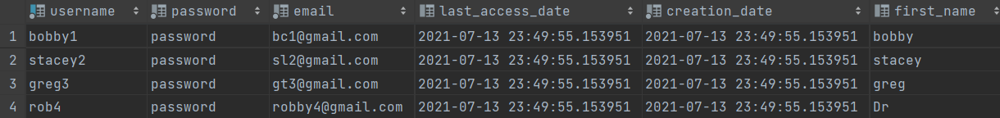 username password email last_access_date creation_date first_name
1 bobby1 password bc1@gmail.com 2021-07-13 23:49:55.153951 2021-07-13 23:49:55.153951 bobby
2 stacey2 password sl2@gmail.com 2021-07-13 23:49:55.153951 2021-07-13 23:49:55.153951 stacey
3 greg3 password gt3@gmail.com 2021-07-13 23:49:55.153951 2021-07-13 23:49:55.153951 greg
4 rob4 password robby4@gmail.com 2021-07-13 23:49:55.153951 2021-07-13 23:49:55.153951 Dr